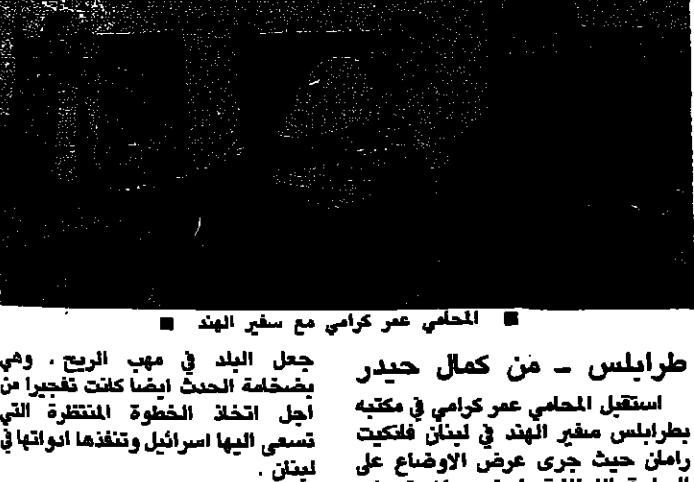 ■ المحامي عمر كرامي مع سفير الهند ■
طرابلس ـ من كمال حيدر
استقبل المحامي عمر كرامي في مكتبه
بطرابلس سفير الهند في لبنان فانكيت
رامان حيث جرى عرض الاوضاع على
جعل البلد في مهب الريح ، وهي
بضخامة الحدث ايضا كانت تفجيرا من
اجل اتخاذ الخطوة المنتظرة التي
تسعى اليها اسرائيل وتنفذها ادواتها في
لبنان .